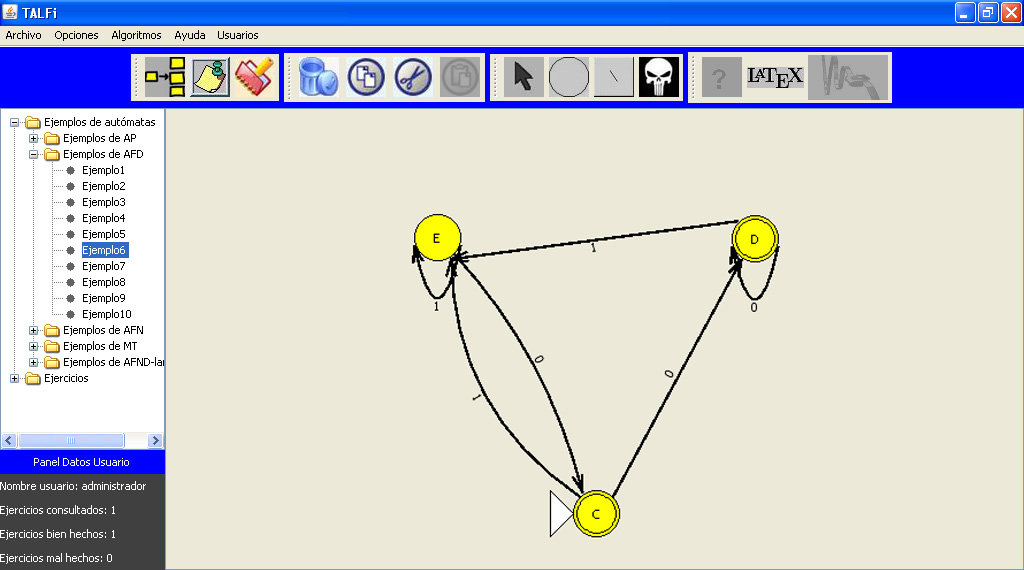 TALFi
Archivo Opciones Algoritmos Ayuda Usuarios
? LATEX
Ejemplos de autómatas
Ejemplos de AP
Ejemplos de AFD
Ejemplo1
Ejemplo2
Ejemplo3
Ejemplo4
Ejemplo5
Ejemplo6
Ejemplo7
Ejemplo8
Ejemplo9
Ejemplo10
Ejemplos de AFN
Ejemplos de MT
Ejemplos de AFND-la
Ejercicios
Panel Datos Usuario
Nombre usuario: administrador
Ejercicios consultados: 1
Ejercicios bien hechos: 1
Ejercicios mal hechos: 0
E
D
1
1
0
0
0
1
C